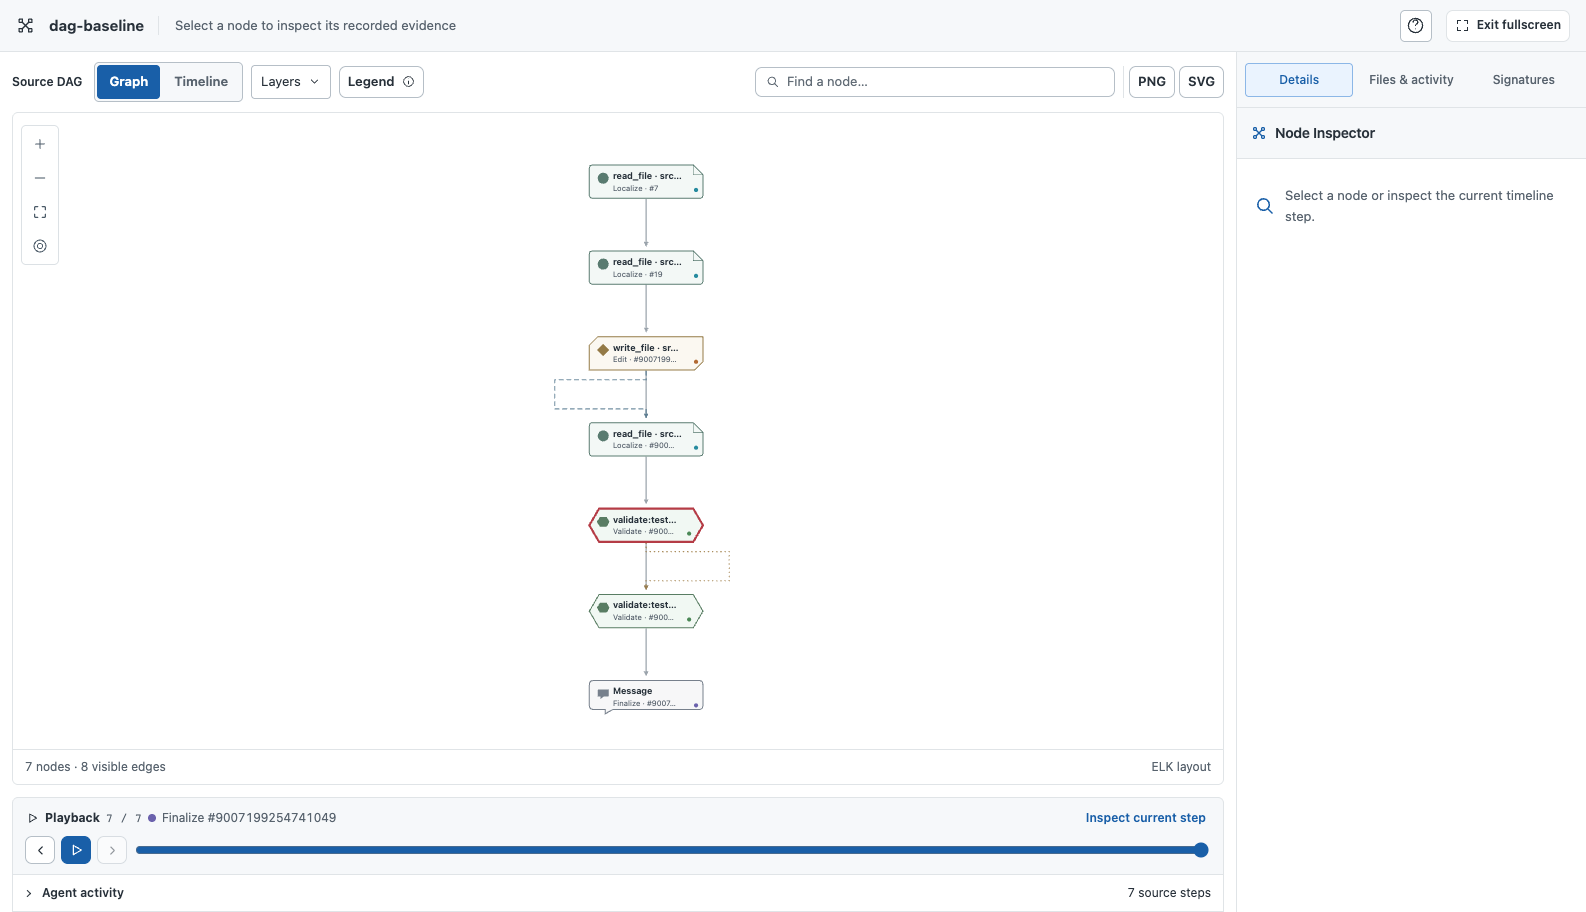 dag-baseline
Select a node to inspect its recorded evidence
Exit fullscreen
Source DAG
Graph
Timeline
Layers
Legend
Find a node...
PNG
SVG
Details
Files & activity
Signatures
Node Inspector
Select a node or inspect the current timeline
step.
read_file · src...
Localize · #7
read_file · src...
Localize · #19
write_file · sr...
Edit · #9007199...
read_file · src...
Localize · #900...
validate:test...
Validate · #900...
validate:test...
Validate · #900...
Message
Finalize · #9007...
7 nodes · 8 visible edges
ELK layout
Playback 7 / 7 Finalize #9007199254741049
Inspect current step
Agent activity
7 source steps